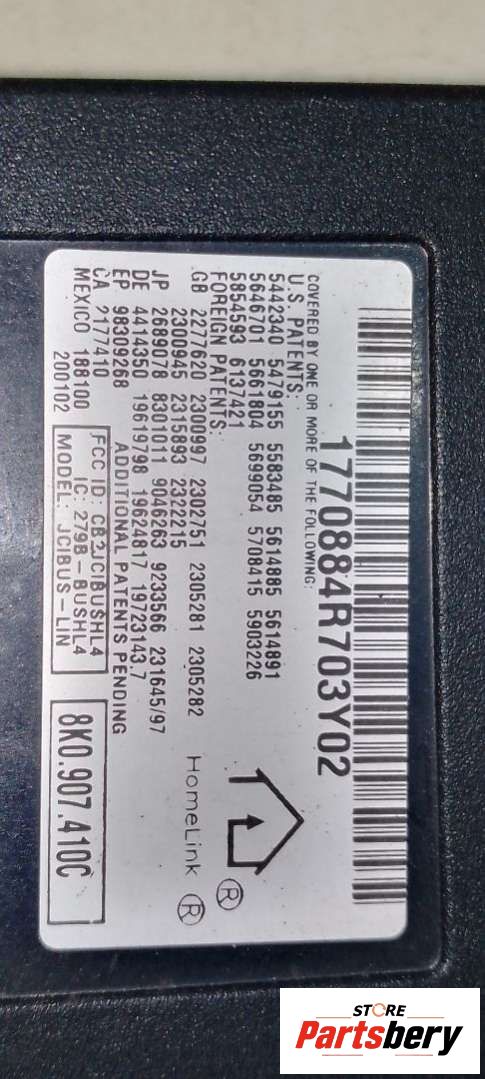 1770884R703Y02
COVERED BY ONE OR MORE OF THE FOLLOWING:
U.S. PATENTS:
5442340 5479155 5583485 5614885 5614891
5646701 5661804 5699054 5708415 5903226
5854593 6137421
FOREIGN PATENTS:
GB 2277620 2300997 2302751 2305281 2305282
2300945 2315893 2322215
JP 2689078 8301011 9046263 9233566 231645/97
DE 4414350 19619798 19624817 19723143.7
EP 98309268 ADDITIONAL PATENTS PENDING
CA 2177410
MEXICO 188100
200102
FCC ID: CB2JCIBUSHL4
IC: 279B-BUSHL4
MODEL: JCIBUS-LIN
8K0.907.410C
HomeLink ®
®
STORE
Partsbery